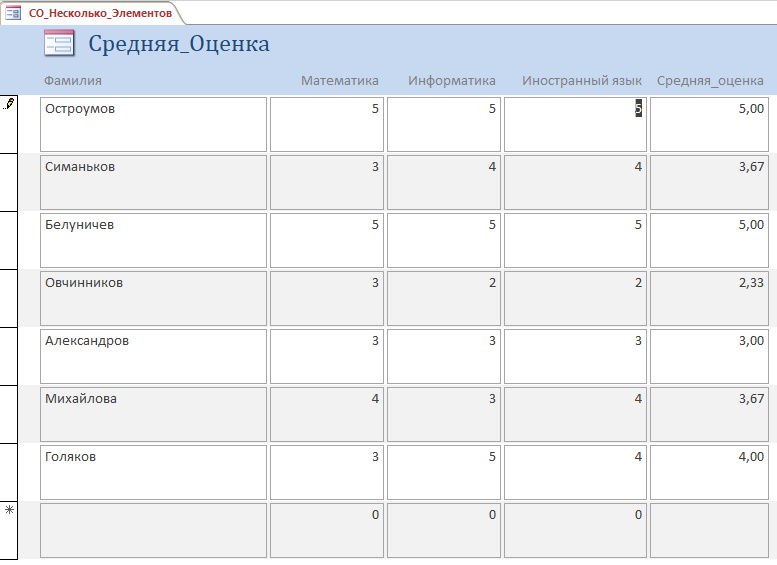 СО_Несколько_Элементов
Средняя_Оценка
Фамилия Математика Информатика Иностранный язык Средняя_оценка
Остроумов 5 5 5 5,00
Симаньков 3 4 4 3,67
Белуничев 5 5 5 5,00
Овчинников 3 2 2 2,33
Александров 3 3 3 3,00
Михайлова 4 3 4 3,67
Голяков 3 5 4 4,00
0 0 0